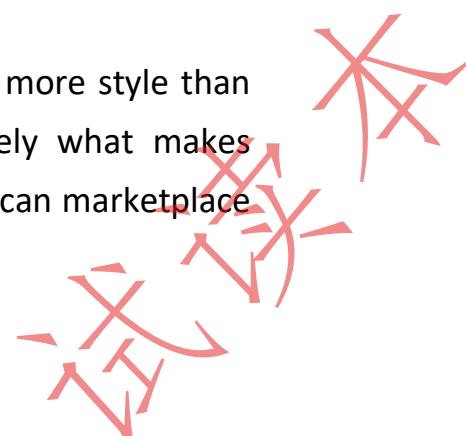 more style than
ely what makes
can marketplace
试读本